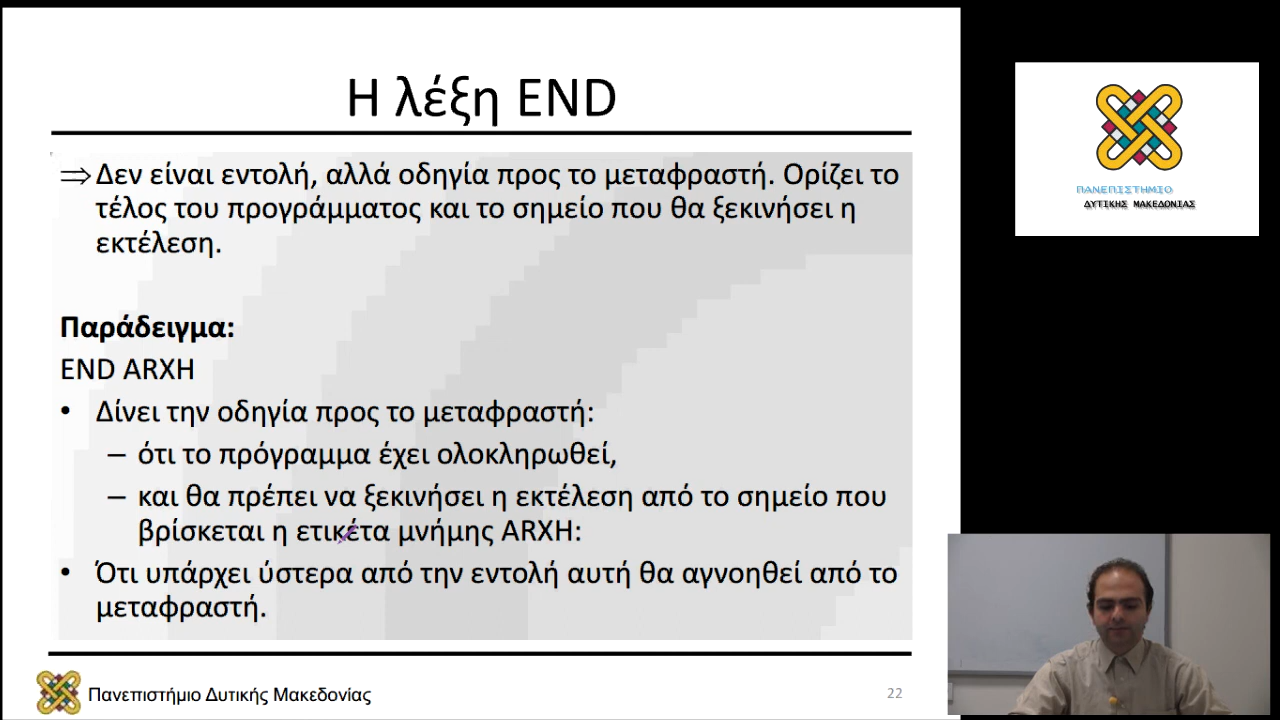 Η λέξη END
⇒ Δεν είναι εντολή, αλλά οδηγία προς το μεταφραστή. Ορίζει το
τέλος του προγράμματος και το σημείο που θα ξεκινήσει η
εκτέλεση.
Παράδειγμα:
END ARXH
• Δίνει την οδηγία προς το μεταφραστή:
– ότι το πρόγραμμα έχει ολοκληρωθεί,
– και θα πρέπει να ξεκινήσει η εκτέλεση από το σημείο που
βρίσκεται η ετικέτα μνήμης ARXH:
• Ότι υπάρχει ύστερα από την εντολή αυτή θα αγνοηθεί από το
μεταφραστή.
Πανεπιστήμιο Δυτικής Μακεδονίας
22
ΠΑΝΕΠΙΣΤΗΜΙΟ
ΔΥΤΙΚΗΣ ΜΑΚΕΔΟΝΙΑΣ